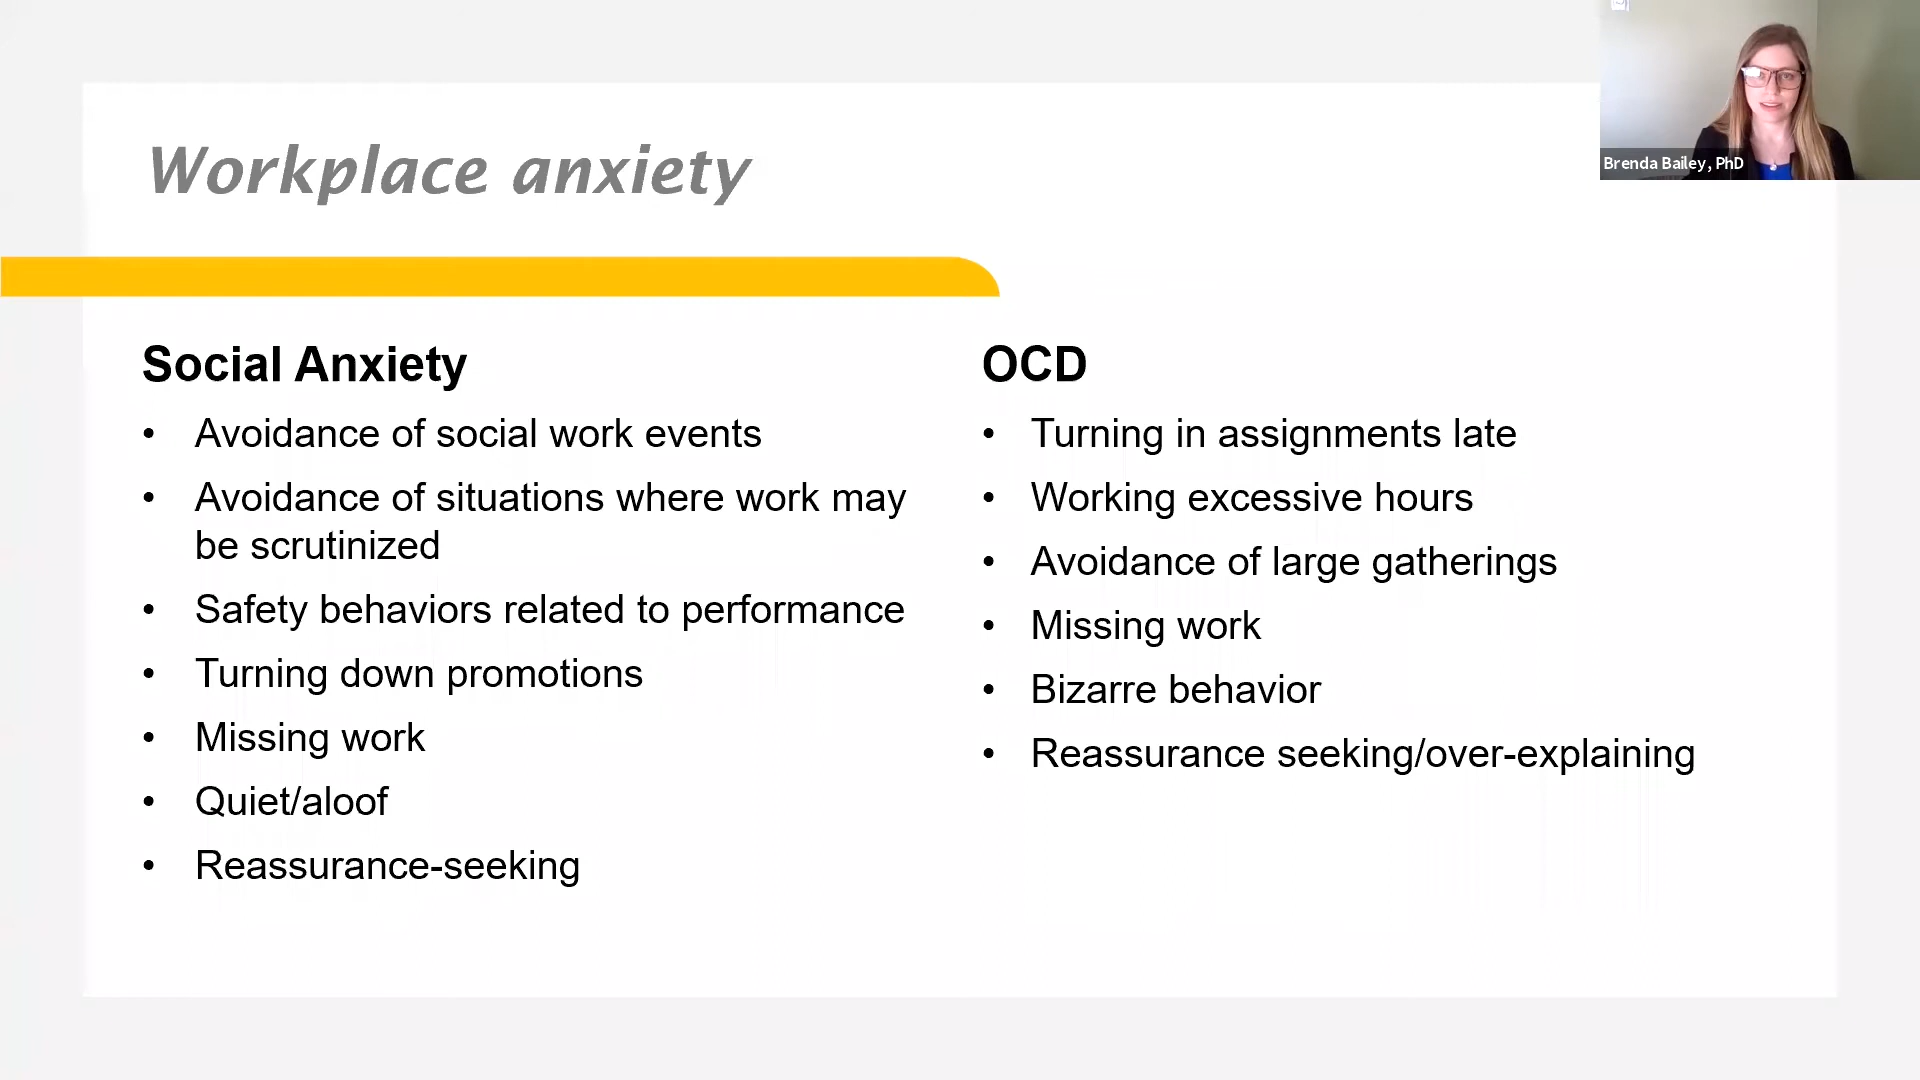 Workplace anxiety
Brenda Bailey, PhD
Social Anxiety
• Avoidance of social work events
• Avoidance of situations where work may
be scrutinized
• Safety behaviors related to performance
• Turning down promotions
• Missing work
• Quiet/aloof
• Reassurance-seeking
OCD
• Turning in assignments late
• Working excessive hours
• Avoidance of large gatherings
• Missing work
• Bizarre behavior
• Reassurance seeking/over-explaining